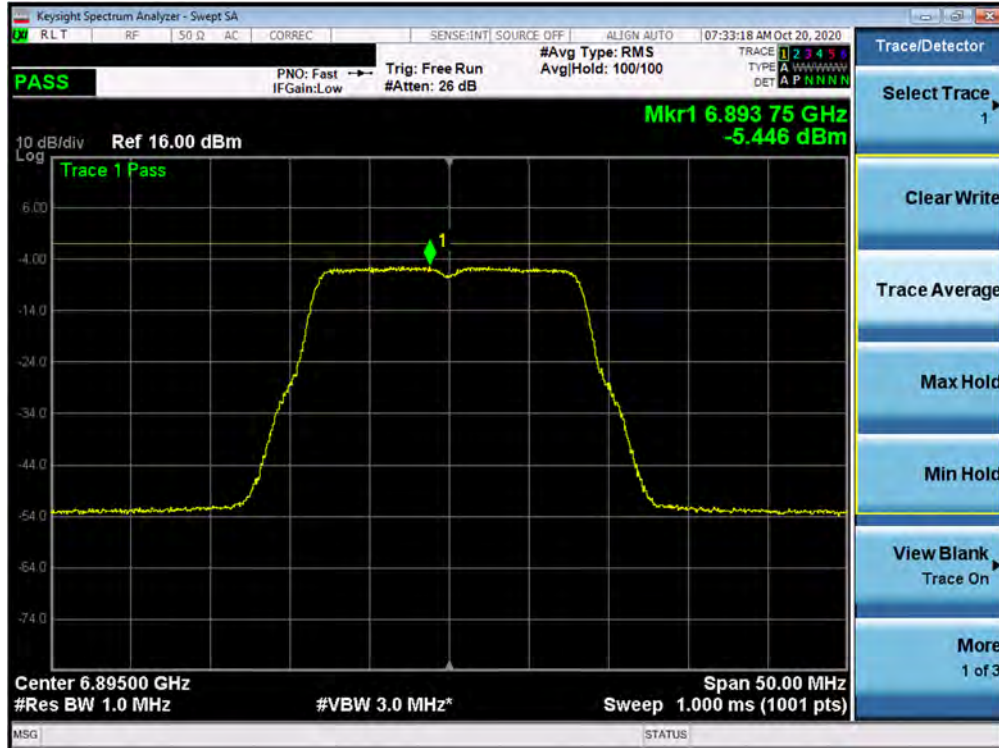 Keysight Spectrum Analyzer - Swept SA
RLT RF 50 Ω AC CORREC SENSE:INT SOURCE OFF ALIGN AUTO 07:33:18 AM Oct 20, 2020
PASS
PNO: Fast
IFGain:Low
Trig: Free Run
#Atten: 26 dB
#Avg Type: RMS
Avg|Hold: 100/100
TRACE 1 2 3 4 5 6
TYPE A WWWWW
DET A P N N N N
Mkr1 6.893 75 GHz
-5.446 dBm
10 dB/div Ref 16.00 dBm
Log
Trace 1 Pass
1
6.00
-4.00
-14.0
-24.0
-34.0
-44.0
-54.0
-64.0
-74.0
Center 6.89500 GHz
Span 50.00 MHz
#Res BW 1.0 MHz
#VBW 3.0 MHz*
Sweep 1.000 ms (1001 pts)
MSG
STATUS
Trace/Detector
Select Trace
1
Clear Write
Trace Average
Max Hold
Min Hold
View Blank
Trace On
More
1 of 3